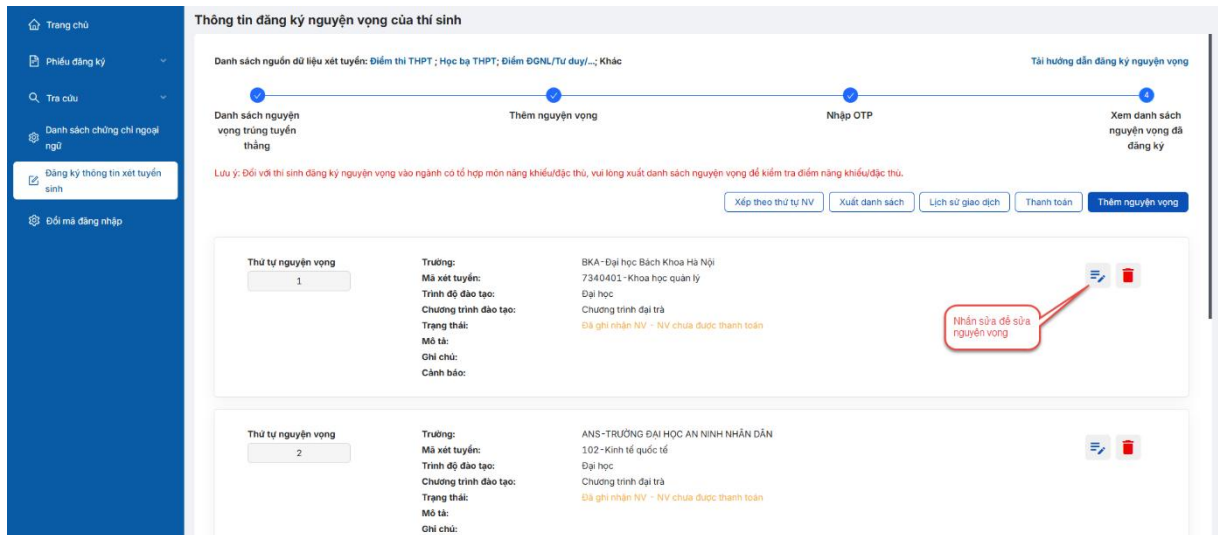 Trang chủ
Phiếu đăng ký
Tra cứu
Danh sách chứng chỉ ngoại
ngữ
Đăng ký thông tin xét tuyển
sinh
Đổi mã đăng nhập
Thông tin đăng ký nguyện vọng của thí sinh
Danh sách nguồn dữ liệu xét tuyển: Điểm thi THPT ; Học bạ THPT; Điểm ĐGNL/Tư duy/...; Khác
Tải hướng dẫn đăng ký nguyện vọng
4
Danh sách nguyện
vọng trúng tuyển
thẳng
Thêm nguyện vọng
Nhập OTP
Xem danh sách
nguyện vọng đã
đăng ký
Lưu ý: Đối với thí sinh đăng ký nguyện vọng vào ngành có tổ hợp môn năng khiếu/đặc thù, vui lòng xuất danh sách nguyện vọng để kiểm tra điểm năng khiếu/đặc thù.
Xếp theo thứ tự NV Xuất danh sách Lịch sử giao dịch Thanh toán Thêm nguyện vọng
Thứ tự nguyện vọng
1
Trường: BKA-Đại học Bách Khoa Hà Nội
Mã xét tuyển: 7340401-Khoa học quản lý
Trình độ đào tạo: Đại học
Chương trình đào tạo: Chương trình đại trà
Trạng thái: Đã ghi nhận NV - NV chưa được thanh toán
Mô tả:
Ghi chú:
Cảnh báo:
Nhấn sửa để sửa
nguyện vọng
Thứ tự nguyện vọng
2
Trường: ANS-TRƯỜNG ĐẠI HỌC AN NINH NHÂN DÂN
Mã xét tuyển: 102-Kinh tế quốc tế
Trình độ đào tạo: Đại học
Chương trình đào tạo: Chương trình đại trà
Trạng thái: Đã ghi nhận NV - NV chưa được thanh toán
Mô tả:
Ghi chú: